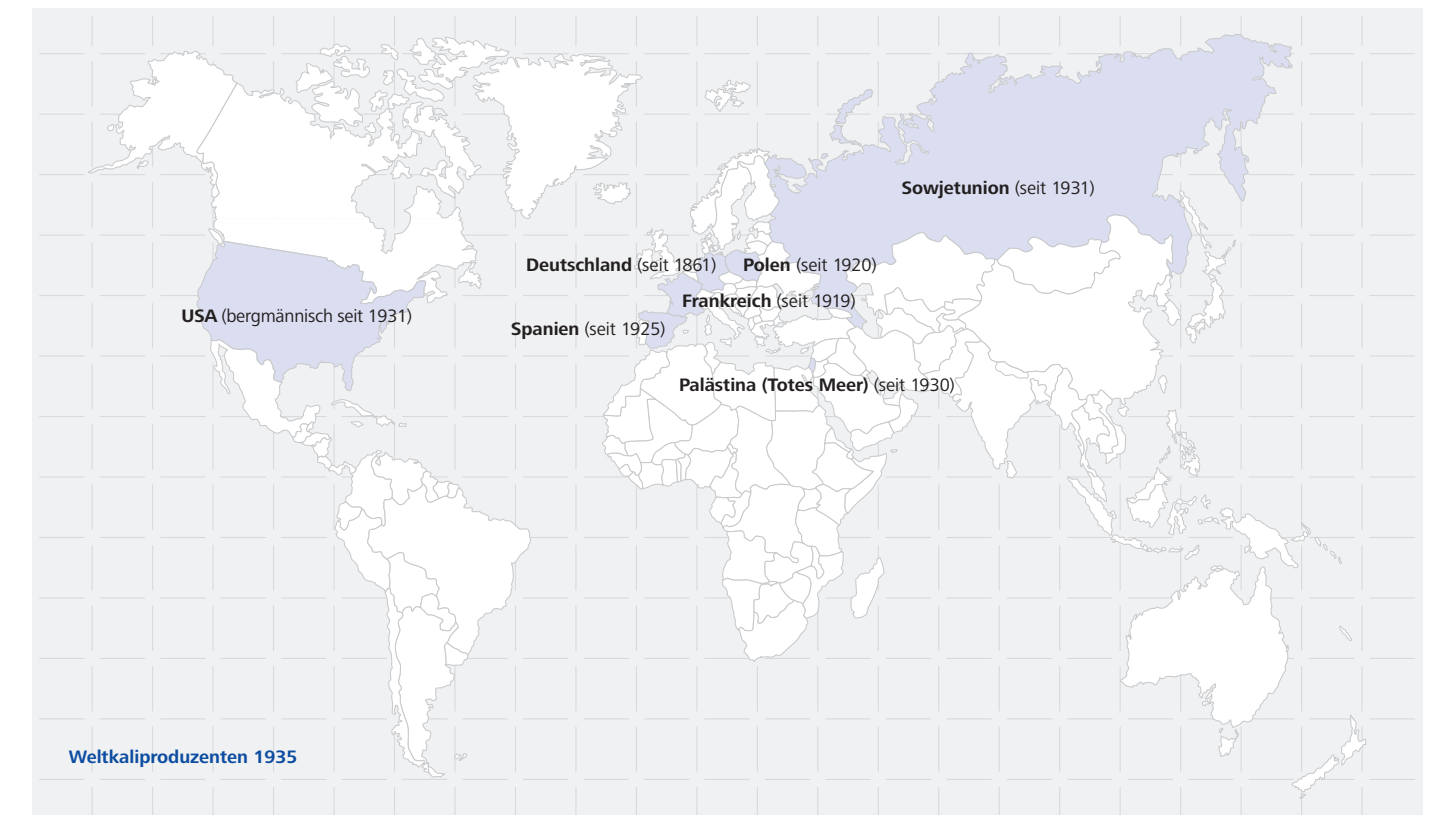 Sowjetunion (seit 1931)
Deutschland (seit 1861)
Polen (seit 1920)
Frankreich (seit 1919)
USA (bergmännisch seit 1931)
Spanien (seit 1925)
Palästina (Totes Meer) (seit 1930)
Weltkaliproduzenten 1935